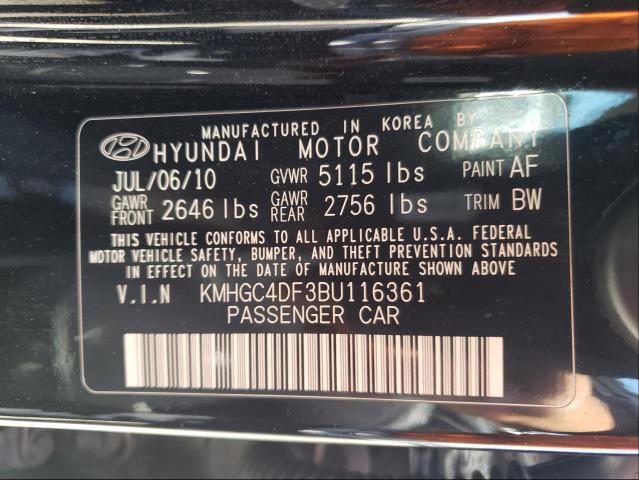 MANUFACTURED IN KOREA BY
HYUNDAI MOTOR COMPANY
JUL/06/10 GVWR 5115 lbs PAINT AF
GAWR FRONT 2646 lbs GAWR REAR 2756 lbs TRIM BW
THIS VEHICLE CONFORMS TO ALL APPLICABLE U.S.A. FEDERAL
MOTOR VEHICLE SAFETY, BUMPER, AND THEFT PREVENTION STANDARDS
IN EFFECT ON THE DATE OF MANUFACTURE SHOWN ABOVE
V.I.N KMHGC4DF3BU116361
PASSENGER CAR